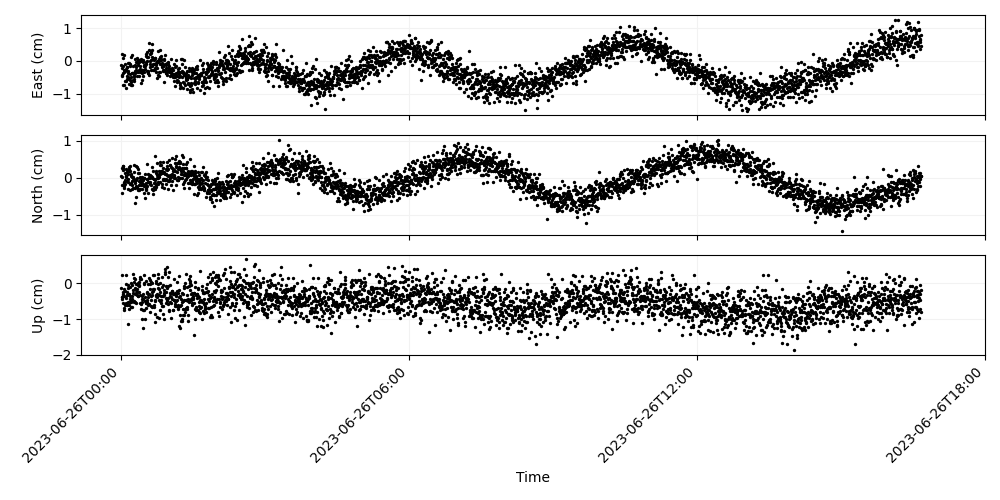 East (cm)
1
0
−1
North (cm)
1
0
−1
Up (cm)
0
−1
−2
2023-06-26T00:00
2023-06-26T06:00
2023-06-26T12:00
2023-06-26T18:00
Time